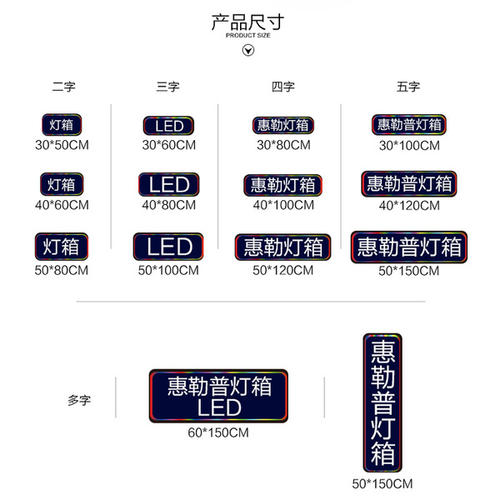 产品尺寸
PRODUCT SIZE
二字 三字 四字 五字
灯箱 LED 惠勒灯箱 惠勒普灯箱
30*50CM 30*60CM 30*80CM 30*100CM
灯箱 LED 惠勒灯箱 惠勒普灯箱
40*60CM 40*80CM 40*100CM 40*120CM
灯箱 LED 惠勒灯箱 惠勒普灯箱
50*80CM 50*100CM 50*120CM 50*150CM
多字
惠勒普灯箱
LED
60*150CM
惠勒普灯箱
50*150CM